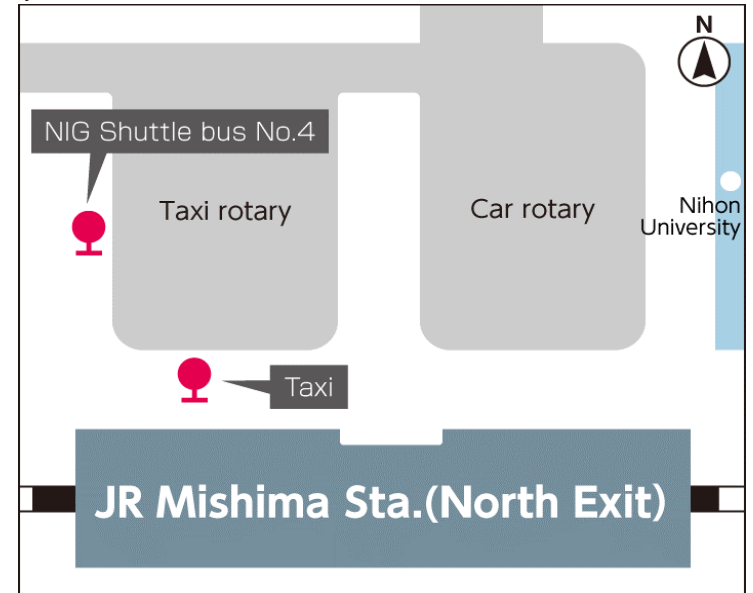 N
NIG Shuttle bus No.4
Taxi rotary
Car rotary
Nihon
University
Taxi
JR Mishima Sta.(North Exit)